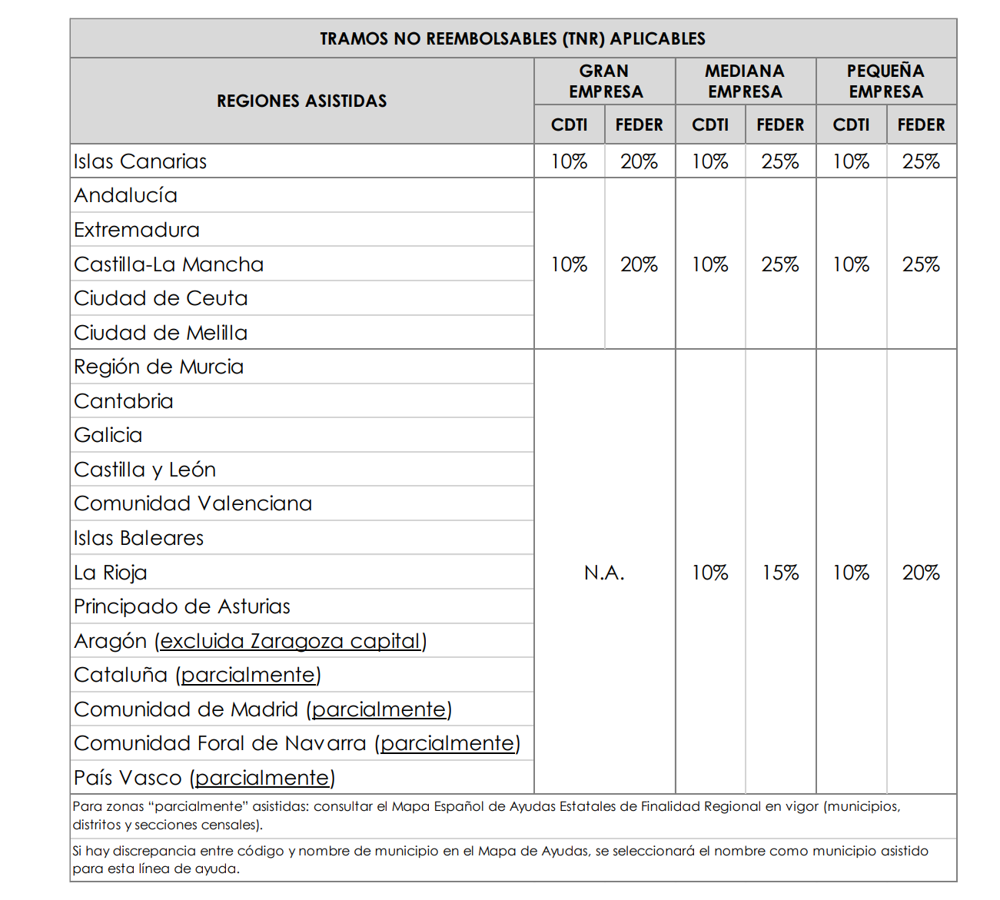 TRAMOS NO REEMBOLSABLES (TNR) APLICABLES
REGIONES ASISTIDAS
GRAN EMPRESA
MEDIANA EMPRESA
PEQUEÑA EMPRESA
CDTI FEDER CDTI FEDER CDTI FEDER
Islas Canarias 10% 20% 10% 25% 10% 25%
Andalucía
Extremadura
Castilla-La Mancha 10% 20% 10% 25% 10% 25%
Ciudad de Ceuta
Ciudad de Melilla
Región de Murcia
Cantabria
Galicia
Castilla y León
Comunidad Valenciana
Islas Baleares
La Rioja N.A. 10% 15% 10% 20%
Principado de Asturias
Aragón (excluida Zaragoza capital)
Cataluña (parcialmente)
Comunidad de Madrid (parcialmente)
Comunidad Foral de Navarra (parcialmente)
País Vasco (parcialmente)
Para zonas “parcialmente” asistidas: consultar el Mapa Español de Ayudas Estatales de Finalidad Regional en vigor (municipios,
distritos y secciones censales).
Si hay discrepancia entre código y nombre de municipio en el Mapa de Ayudas, se seleccionará el nombre como municipio asistido
para esta línea de ayuda.